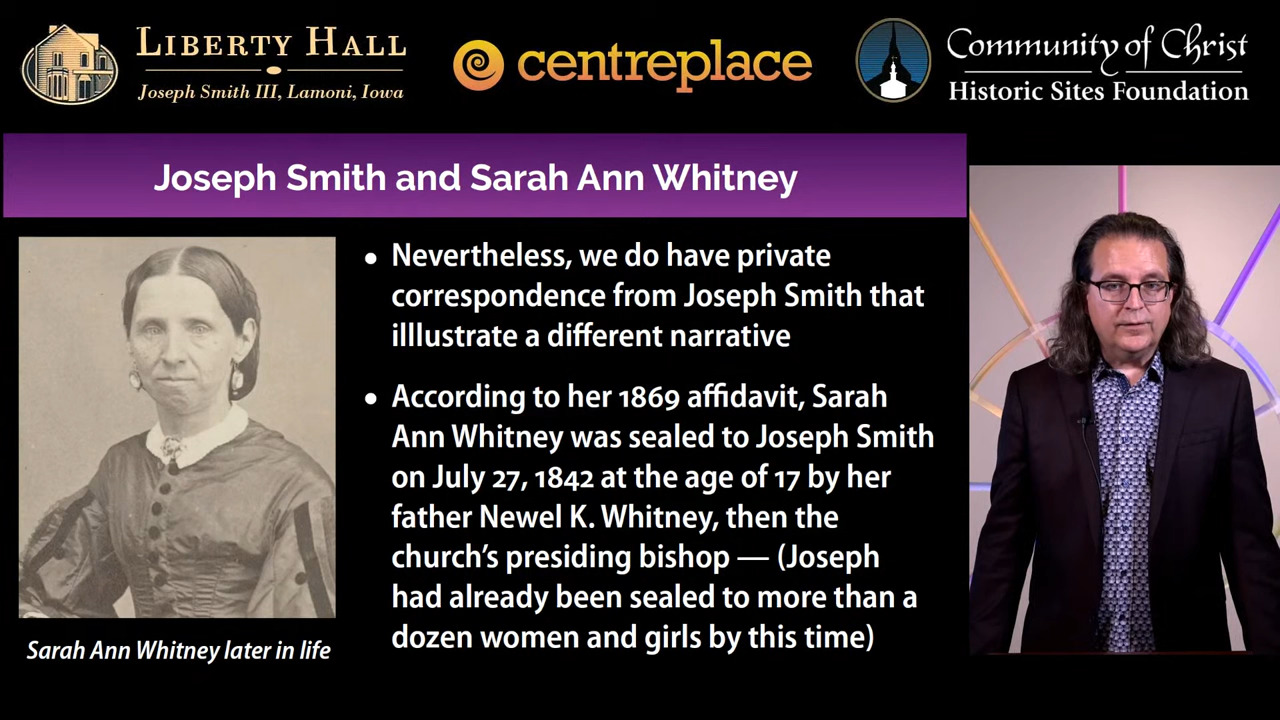 LIBERTY HALL
Joseph Smith III, Lamoni, Iowa
centreplace
Community of Christ
Historic Sites Foundation
Joseph Smith and Sarah Ann Whitney
• Nevertheless, we do have private
correspondence from Joseph Smith that
illlustrate a different narrative
• According to her 1869 affidavit, Sarah
Ann Whitney was sealed to Joseph Smith
on July 27, 1842 at the age of 17 by her
father Newel K. Whitney, then the
church's presiding bishop — (Joseph
had already been sealed to more than a
dozen women and girls by this time)
Sarah Ann Whitney later in life